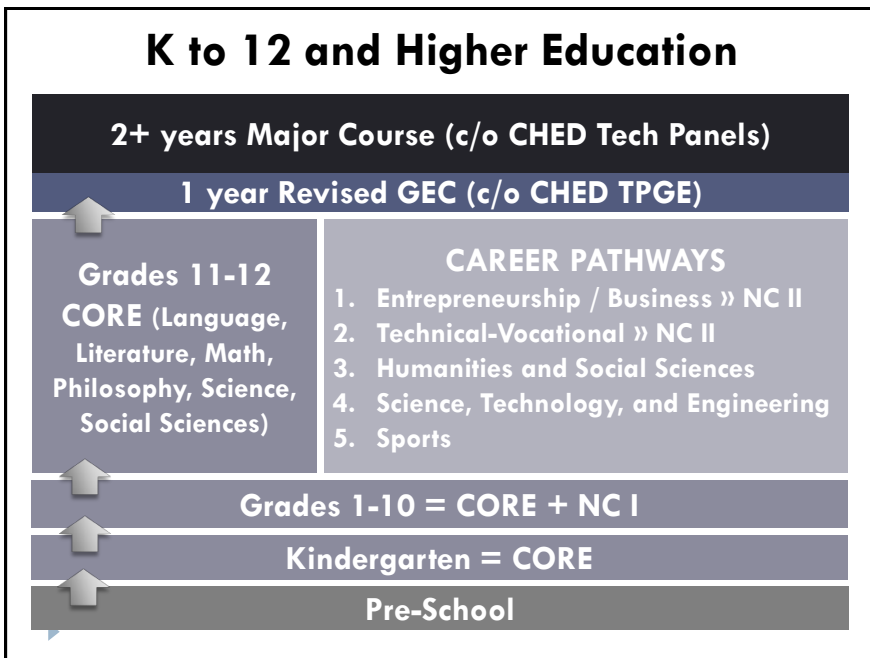 K to 12 and Higher Education
2+ years Major Course (c/o CHED Tech Panels)
1 year Revised GEC (c/o CHED TPGE)
Grades 11-12
CORE (Language,
Literature, Math,
Philosophy, Science,
Social Sciences)
CAREER PATHWAYS
1. Entrepreneurship / Business » NC II
2. Technical-Vocational » NC II
3. Humanities and Social Sciences
4. Science, Technology, and Engineering
5. Sports
Grades 1-10 = CORE + NC I
Kindergarten = CORE
Pre-School